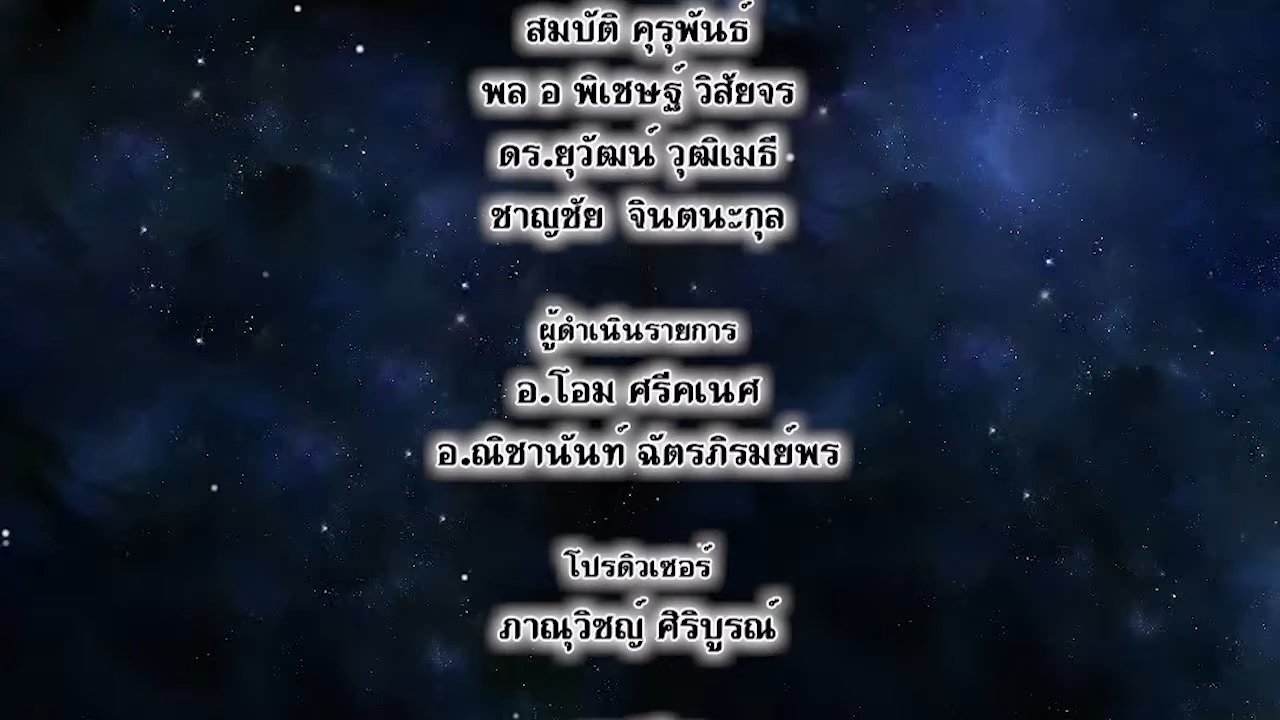 สมบัติ คุรุพันธ์
พล อ พิเชษฐ์ วิสัยจร
ดร.ยุวัฒน์ วุฒิเมธี
ชาญชัย  จินตนะกุล
ผู้ดำเนินรายการ
อ.โอม ศรีคเนศ
อ.ณิชานันท์ ฉัตรภิรมย์พร
โปรดิวเซอร์
ภาณุวิชญ์ ศิริบูรณ์